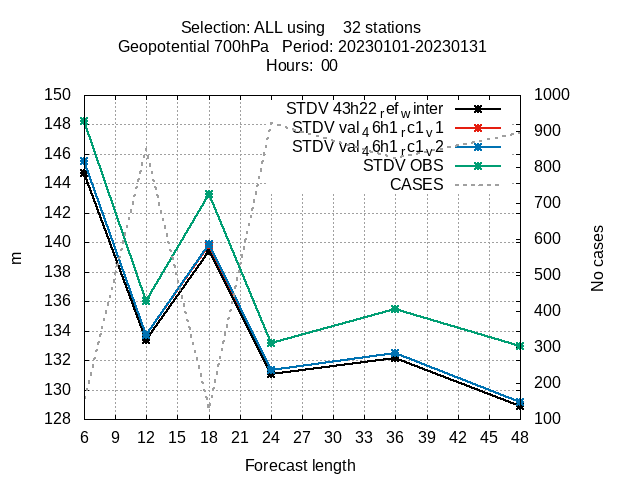 Selection: ALL using 32 stations
Geopotential 700hPa Period: 20230101-20230131
Hours: 00
STDV 43h22refwinter
STDV val46h1rc1v1
STDV val46h1rc1v2
STDV OBS
CASES
150
148
146
144
142
140
138
136
134
132
130
128
m
1000
900
800
700
600
500
400
300
200
100
No cases
6 9 12 15 18 21 24 27 30 33 36 39 42 45 48
Forecast length